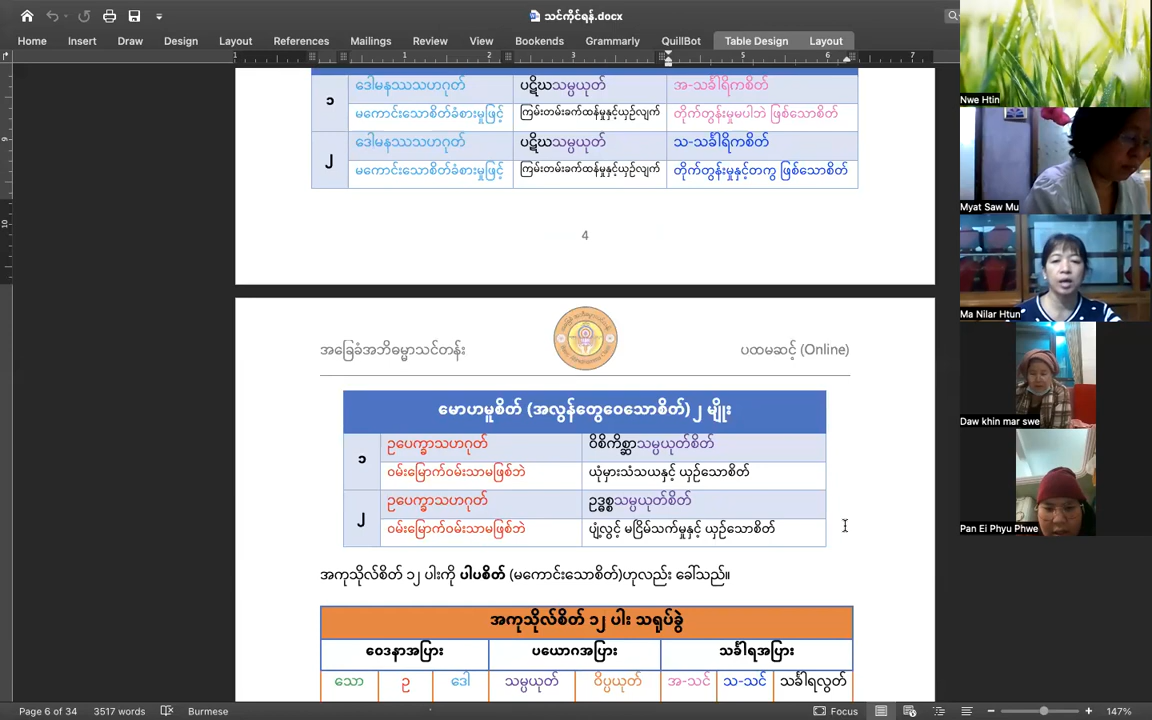 သင်ကိုင်ရန်.docx
Home Insert Draw Design Layout References Mailings Review View Bookends Grammarly QuillBot Table Design Layout
1 1 2 3 5 6 7
၁ ဒေါမနဿသဟဂုတ် ပဋိဃသမ္ပယုတ် အ-သင်္ခါရိကစိတ်
မကောင်းသောစိတ်ခံစားမှုဖြင့် ကြမ်းတမ်းခက်ထန်မှုနှင့်ယှဉ်လျက် တိုက်တွန်းမှုမပါဘဲ ဖြစ်သောစိတ်
၂ ဒေါမနဿသဟဂုတ် ပဋိဃသမ္ပယုတ် သ-သင်္ခါရိကစိတ်
မကောင်းသောစိတ်ခံစားမှုဖြင့် ကြမ်းတမ်းခက်ထန်မှုနှင့်ယှဉ်လျက် တိုက်တွန်းမှုနှင့်တကွ ဖြစ်သောစိတ်
4
အခြေခံအဘိဓမ္မာသင်တန်း ပထမဆင့် (Online)
မောဟမူစိတ် (အလွန်တွေဝေသောစိတ်) ၂ မျိုး
၁ ဥပေက္ခာသဟဂုတ် ဝိစိကိစ္ဆာသမ္ပယုတ်စိတ်
ဝမ်းမြောက်ဝမ်းသာမဖြစ်ဘဲ ယုံမှားသံသယနှင့် ယှဉ်သောစိတ်
၂ ဥပေက္ခာသဟဂုတ် ဥဒ္ဓစ္စသမ္ပယုတ်စိတ်
ဝမ်းမြောက်ဝမ်းသာမဖြစ်ဘဲ ပျံ့လွင့် မငြိမ်သက်မှုနှင့် ယှဉ်သောစိတ်
အကုသိုလ်စိတ် ၁၂ ပါးကို ပါပစိတ် (မကောင်းသောစိတ်)ဟုလည်း ခေါ်သည်။
အကုသိုလ်စိတ် ၁၂ ပါး သရုပ်ခွဲ
ဝေဒနာအပြား ပယောဂအပြား သင်္ခါရအပြား
သော ဥ ဒေါ သမ္ပယုတ် ဝိပ္ပယုတ် အ-သင် သ-သင် သင်္ခါရလွတ်
Page 6 of 34 3517 words Burmese Focus 147%
Nwe Htin
Myat Saw Mu
Ma Nilar Htun
Daw khin mar swe
Pan Ei Phyu Phwe